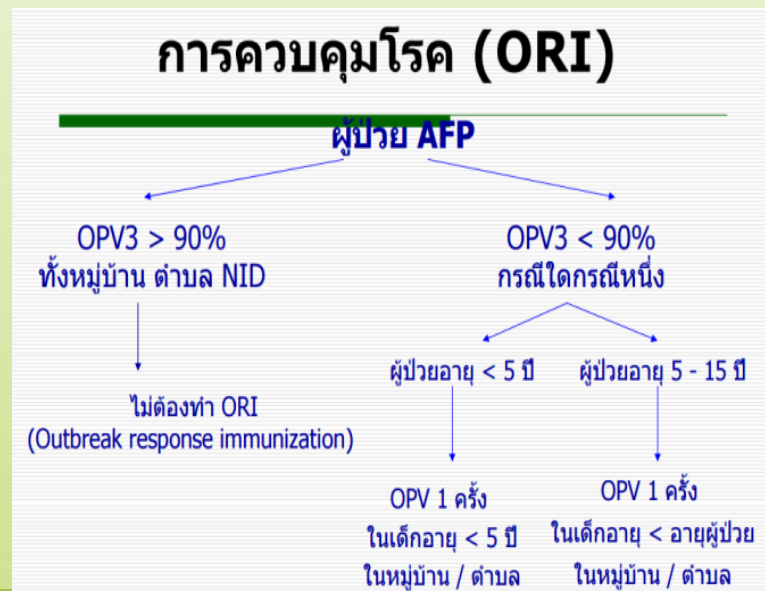 การควบคุมโรค (ORI)
ผู้ป่วย AFP
OPV3 > 90%
ทั้งหมู่บ้าน ตำบล NID
OPV3 < 90%
กรณีใดกรณีหนึ่ง
ไม่ต้องทำ ORI
(Outbreak response immunization)
ผู้ป่วยอายุ < 5 ปี
ผู้ป่วยอายุ 5 - 15 ปี
OPV 1 ครั้ง
ในเด็กอายุ < 5 ปี
ในหมู่บ้าน / ตำบล
OPV 1 ครั้ง
ในเด็กอายุ < อายุผู้ป่วย
ในหมู่บ้าน / ตำบล